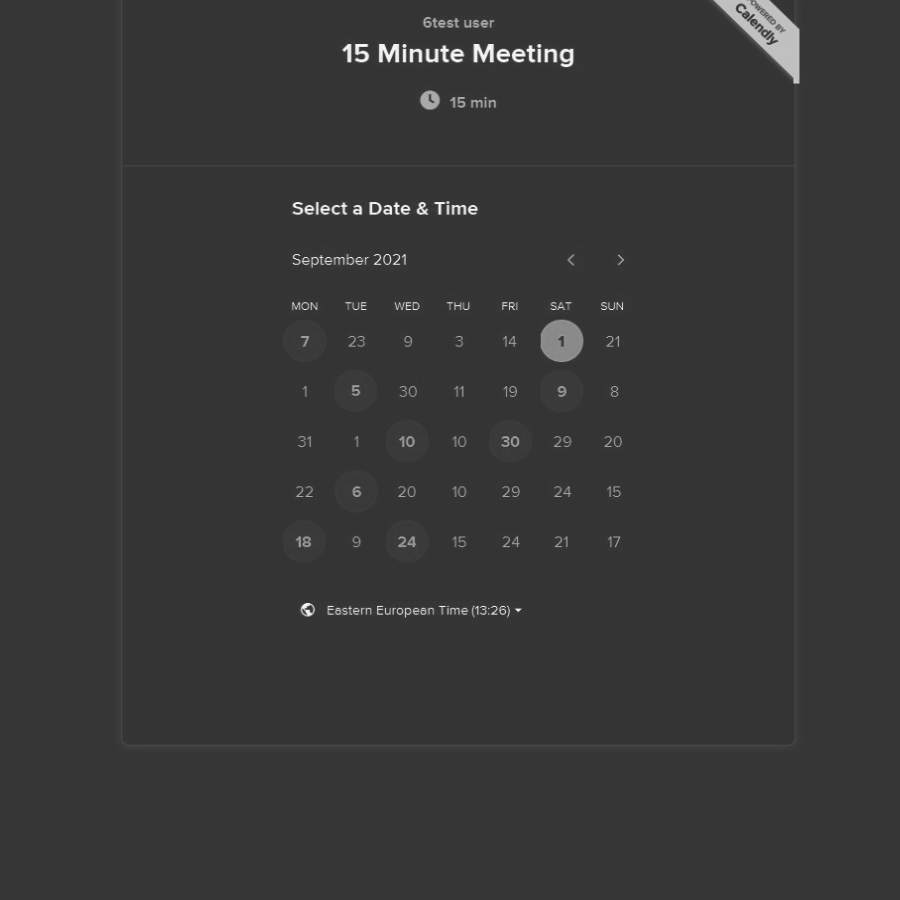 POWERED BY
Calendly
6test user
15 Minute Meeting
15 min
Select a Date & Time
September 2021
MON TUE WED THU FRI SAT SUN
7 23 9 3 14 1 21
1 5 30 11 19 9 8
31 1 10 10 30 29 20
22 6 20 10 29 24 15
18 9 24 15 24 21 17
Eastern European Time (13:26)